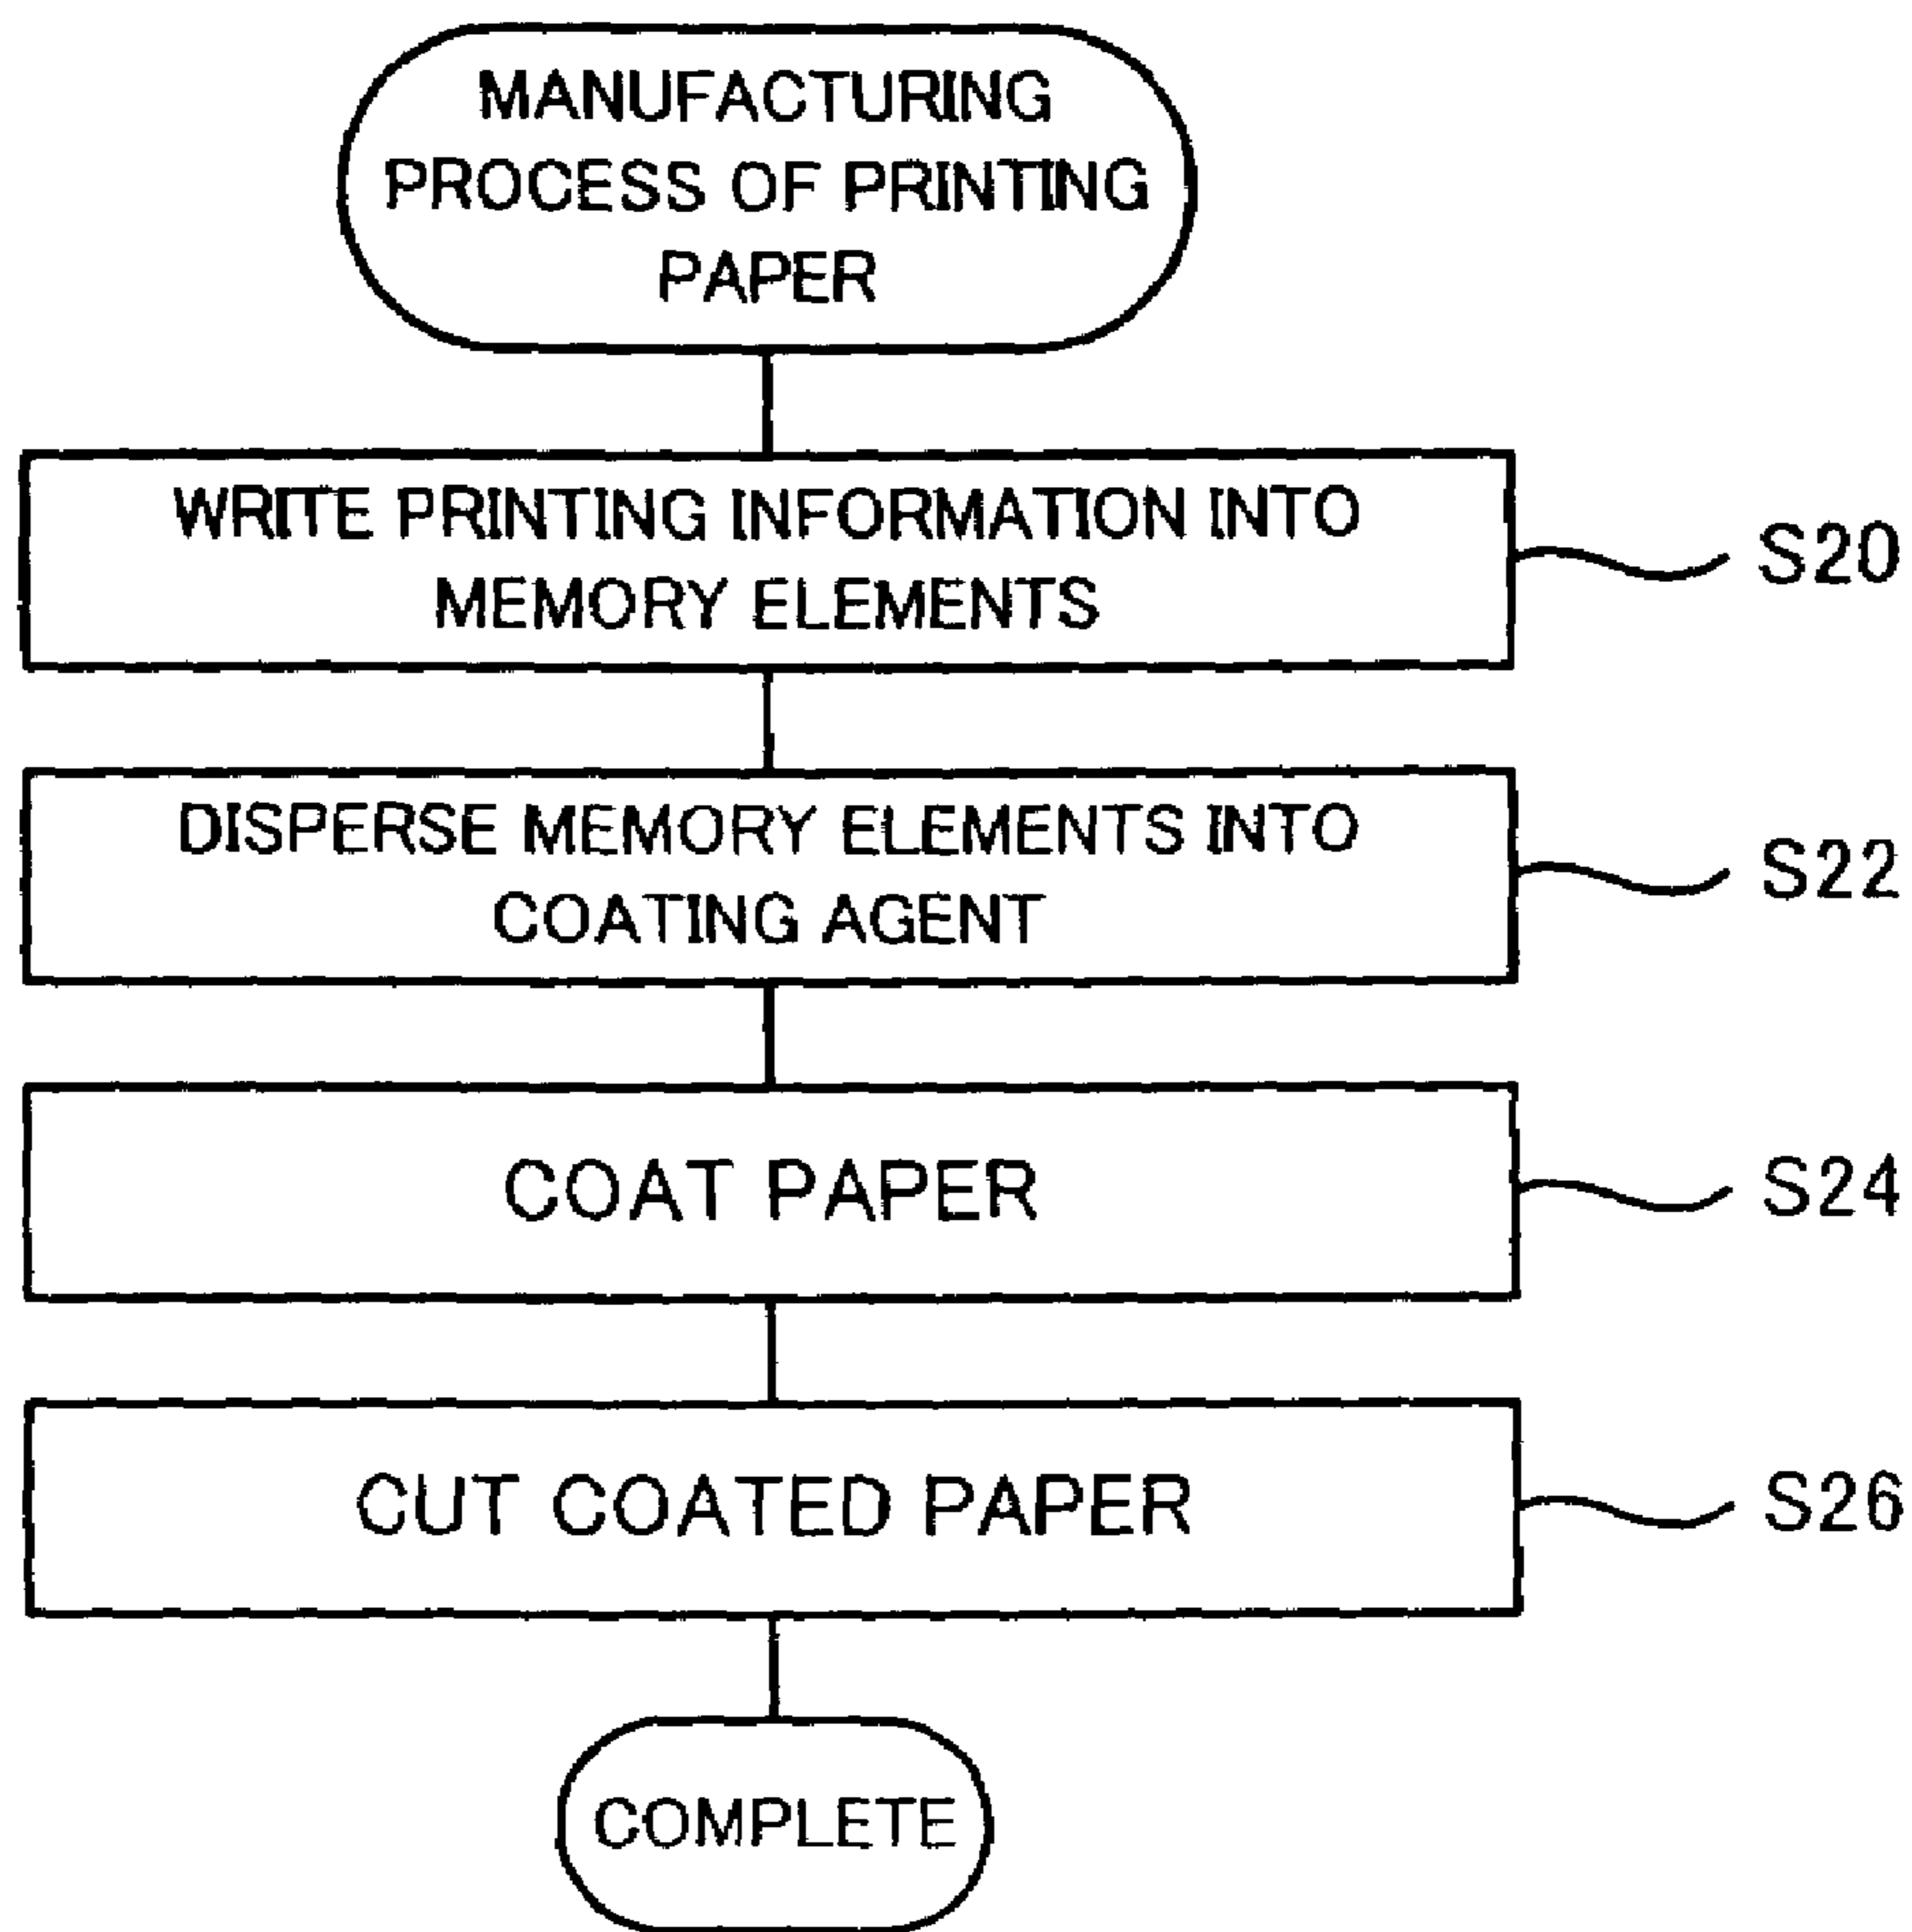 MANUFACTURING
PROCESS OF PRINTING
PAPER
WRITE PRINTING INFORMATION INTO
MEMORY ELEMENTS
S20
DISPERSE MEMORY ELEMENTS INTO
COATING AGENT
S22
COAT PAPER
S24
CUT COATED PAPER
S26
COMPLETE